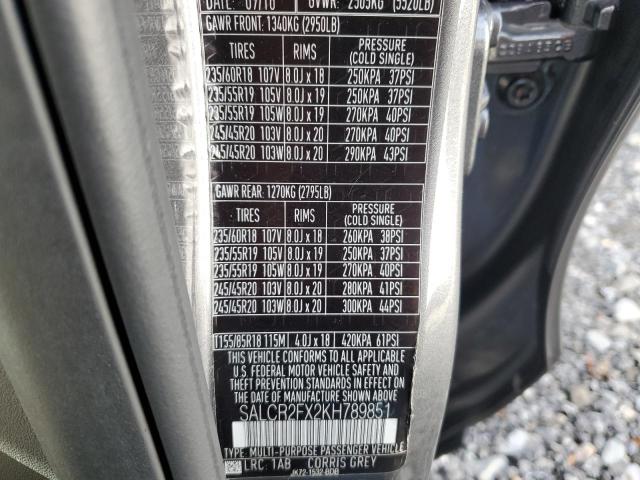 DATE: 07/18 GVWR: 2505KG (5520LB)
GAWR FRONT: 1340KG (2950LB)
TIRES RIMS PRESSURE (COLD SINGLE)
235/60R18 107V 8.0J x 18 250KPA 37PSI
235/55R19 105V 8.0J x 19 250KPA 37PSI
235/55R19 105W 8.0J x 19 270KPA 40PSI
245/45R20 103V 8.0J x 20 270KPA 40PSI
245/45R20 103W 8.0J x 20 290KPA 43PSI
GAWR REAR: 1270KG (2795LB)
TIRES RIMS PRESSURE (COLD SINGLE)
235/60R18 107V 8.0J x 18 260KPA 38PSI
235/55R19 105V 8.0J x 19 250KPA 37PSI
235/55R19 105W 8.0J x 19 270KPA 40PSI
245/45R20 103V 8.0J x 20 280KPA 41PSI
245/45R20 103W 8.0J x 20 300KPA 44PSI
T155/85R18 115M 4.0J x 18 420KPA 61PSI
THIS VEHICLE CONFORMS TO ALL APPLICABLE
U.S. FEDERAL MOTOR VEHICLE SAFETY AND
THEFT PREVENTION STANDARDS IN EFFECT ON
THE DATE OF MANUFACTURE SHOWN ABOVE.
SALCR2FX2KH789851
TYPE: MULTI-PURPOSE PASSENGER VEHICLE
LRC: 1AB CORRIS GREY
JK72-1532-BDB